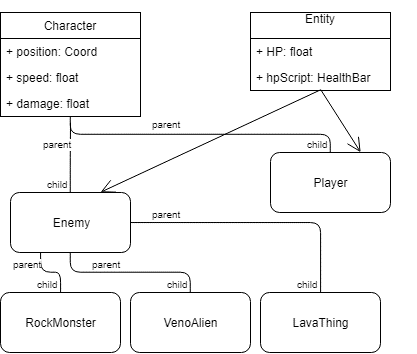 Character
+ position: Coord
+ speed: float
+ damage: float
Entity
+ HP: float
+ hpScript: HealthBar
parent
child
parent
child
Player
Enemy
parent
child
parent
child
parent
child
RockMonster
VenoAlien
LavaThing